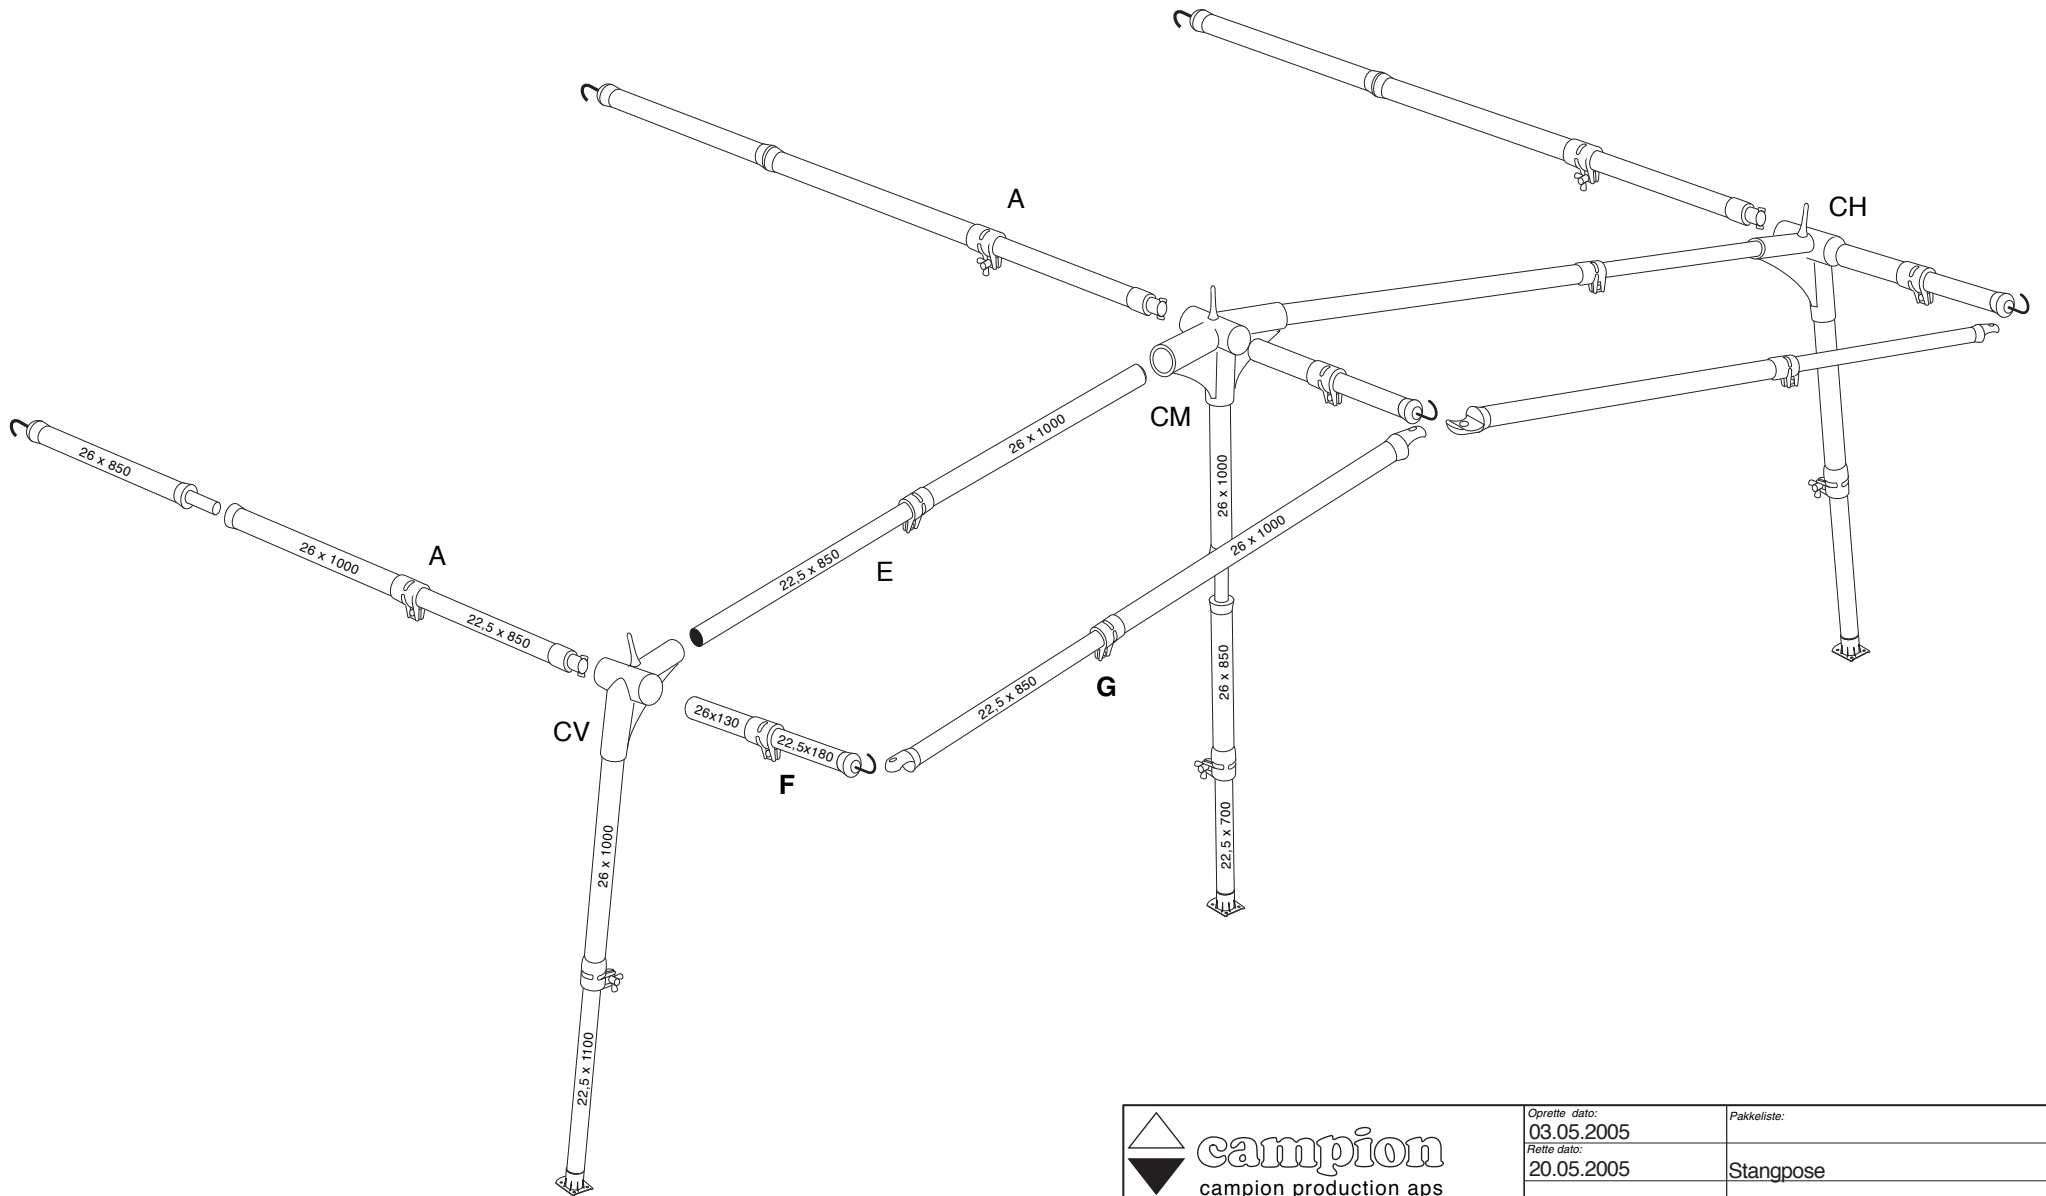 A
CH
CM
26 x 850
26 x 1000
A
22,5 x 850
22,5 x 850
26 x 1000
E
CV
26x130
22,5x180
F
22,5 x 850
26 x 1000
G
26 x 1000
26 x 850
22,5 x 700
26 x 1000
22,5 x 1100
campion
campion production aps
Oprette dato:
03.05.2005
Rette dato:
20.05.2005
Pakkeliste:
Stangpose